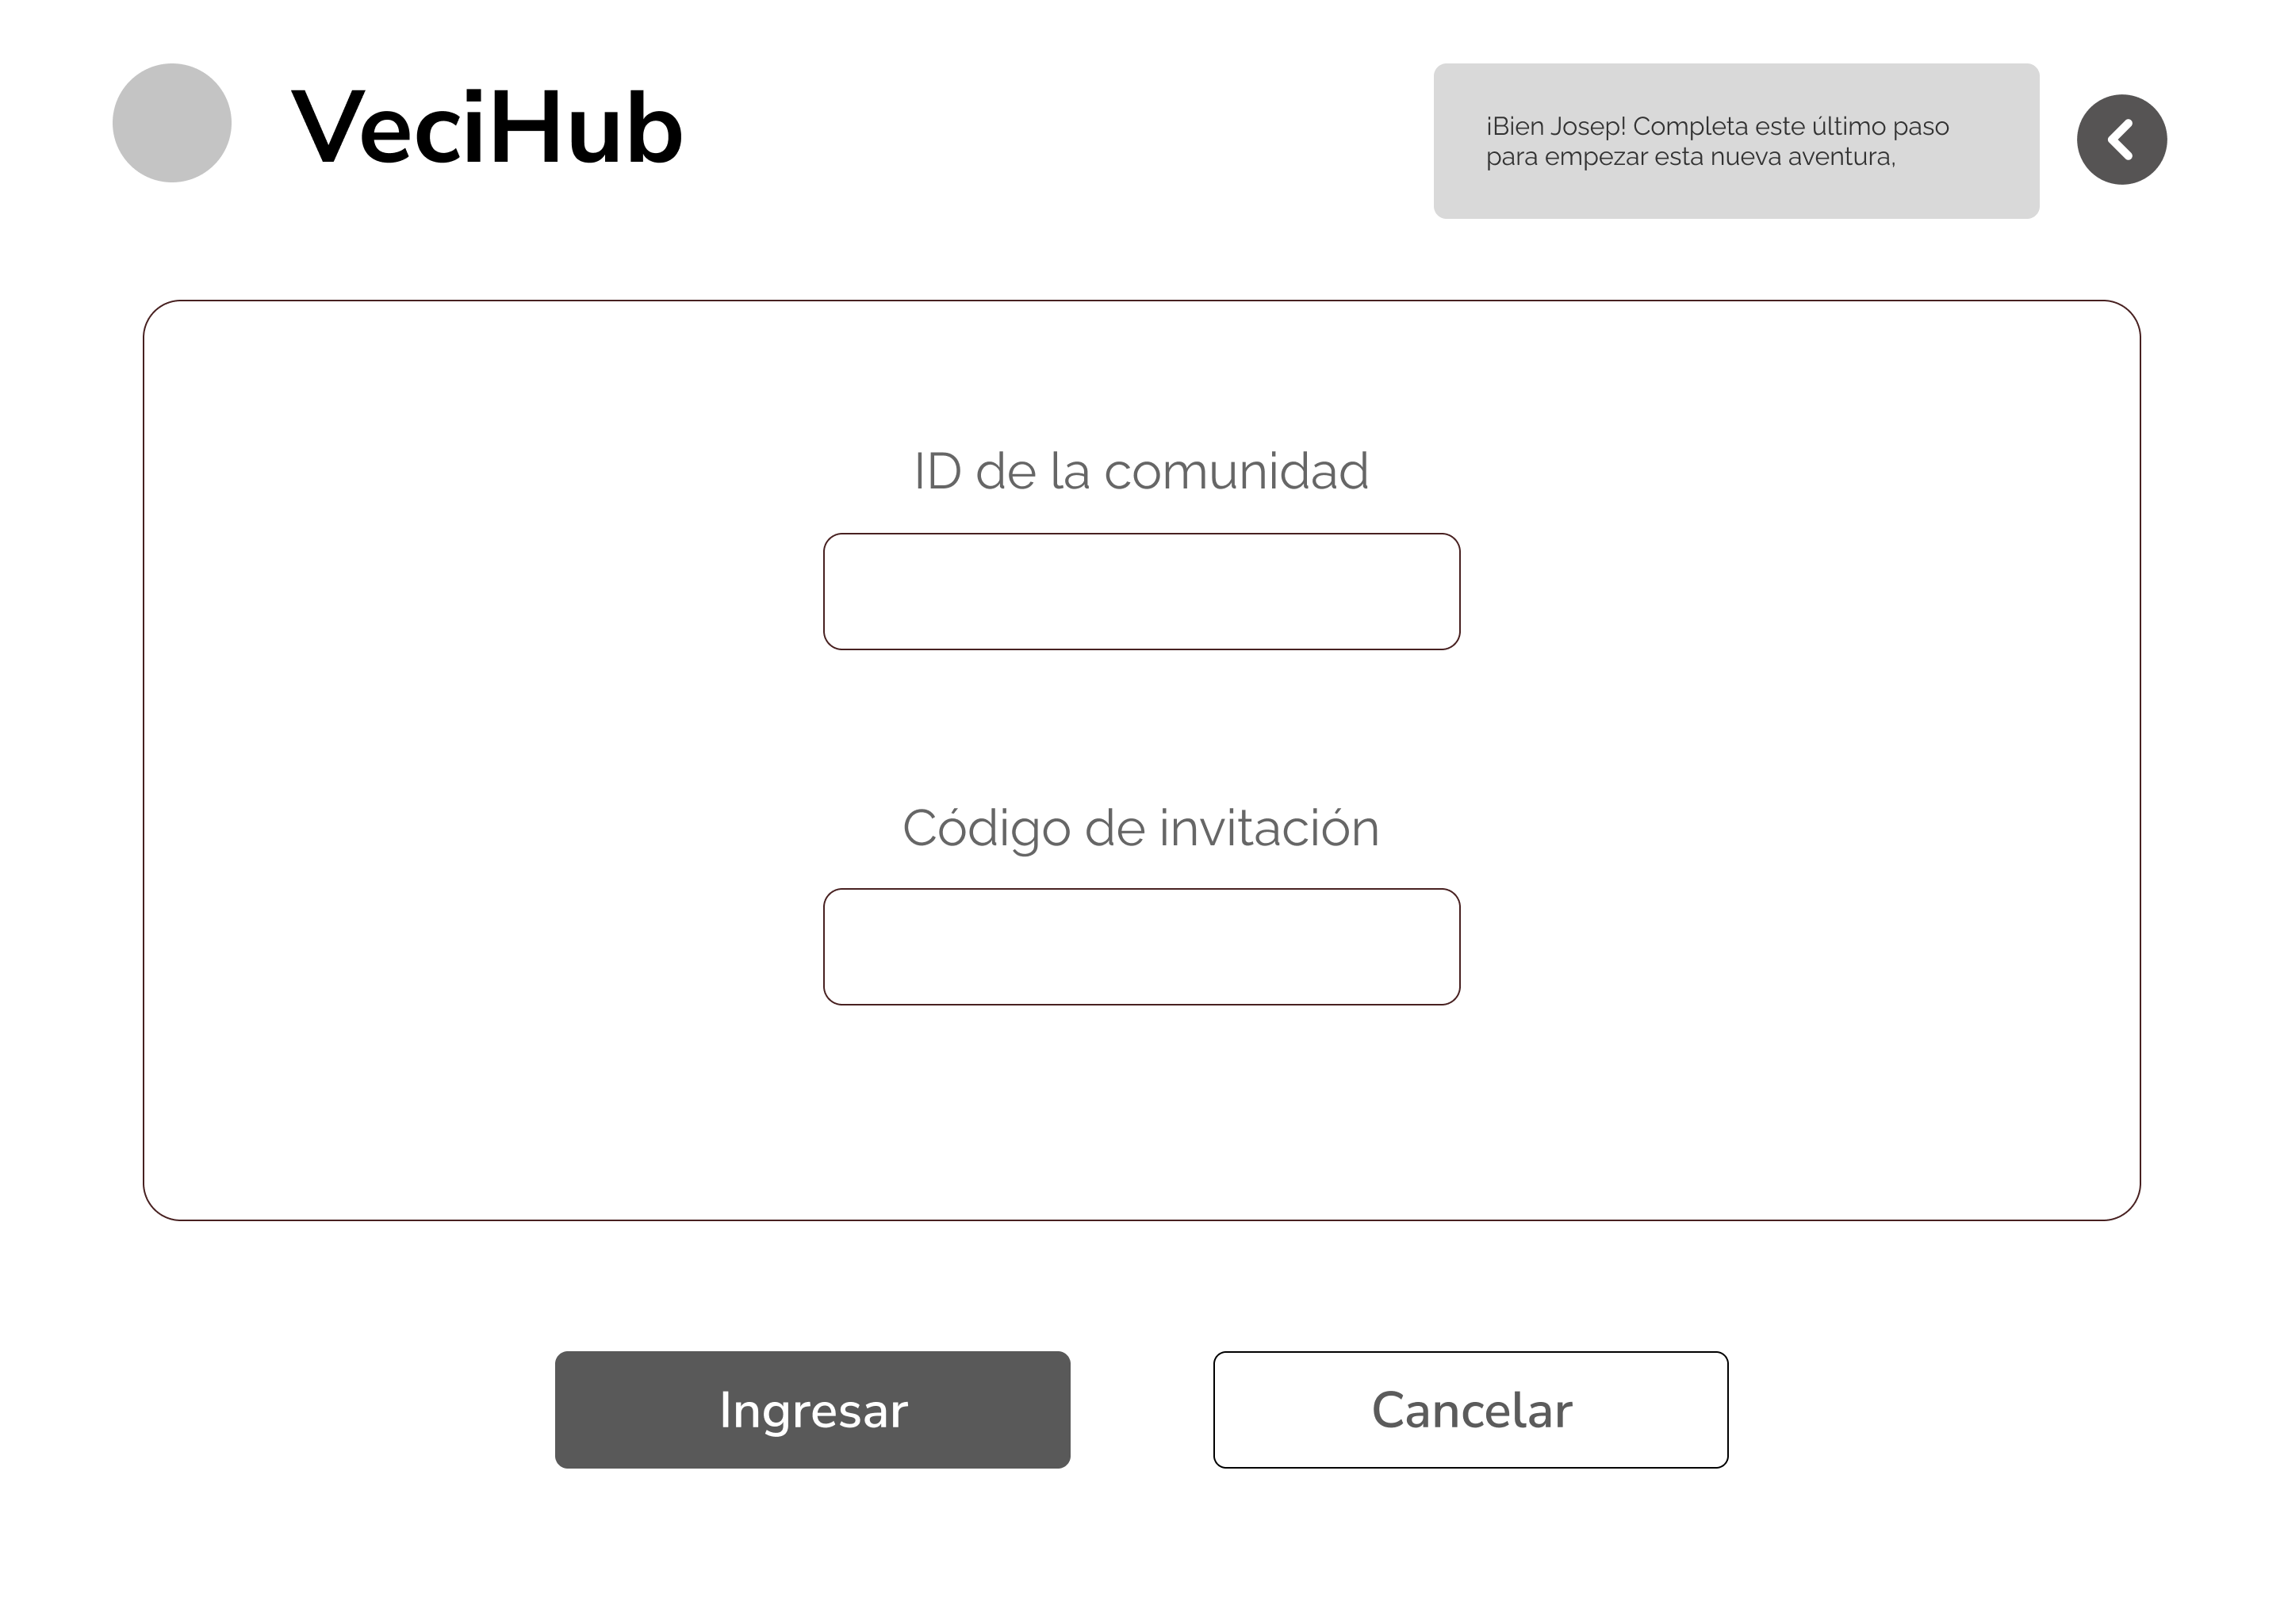 VeciHub
¡Bien Josep! Completa este último paso
para empezar esta nueva aventura,
ID de la comunidad
Código de invitación
Ingresar
Cancelar